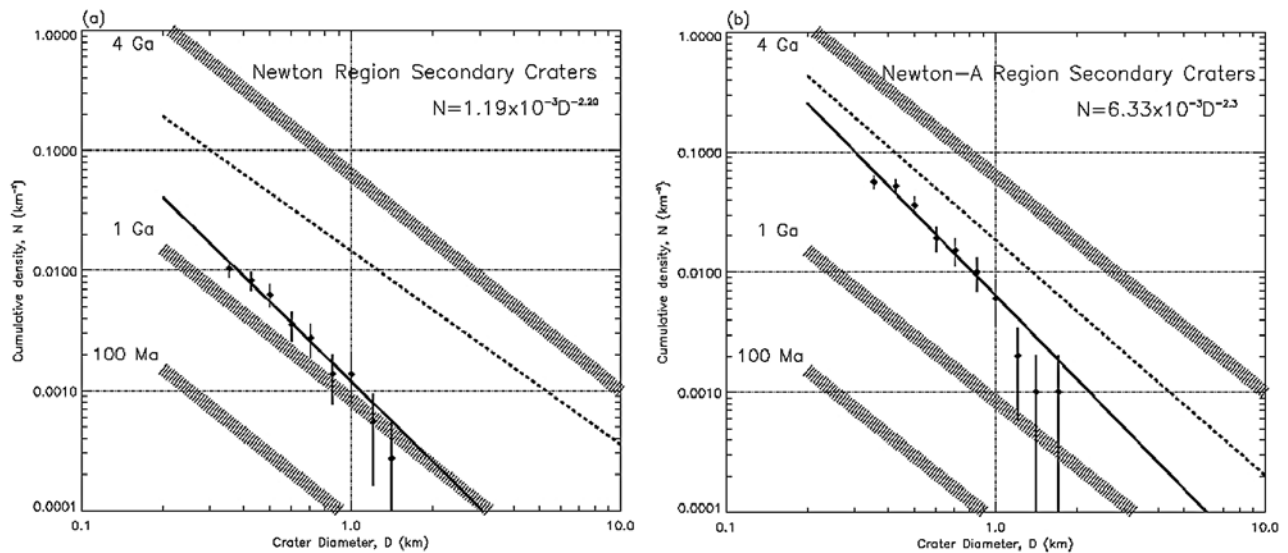 (a)
1.0000
4 Ga
Newton Region Secondary Craters
N=1.19x10⁻³D⁻²·²⁰
0.1000
Cumulative density, N (km⁻²)
1 Ga
0.0100
100 Ma
0.0010
0.0001
0.1
1.0
10.0
Crater Diameter, D (km)
(b)
1.0000
4 Ga
Newton-A Region Secondary Craters
N=6.33x10⁻³D⁻²·³
0.1000
Cumulative density, N (km⁻²)
1 Ga
0.0100
100 Ma
0.0010
0.0001
0.1
1.0
10.0
Crater Diameter, D (km)